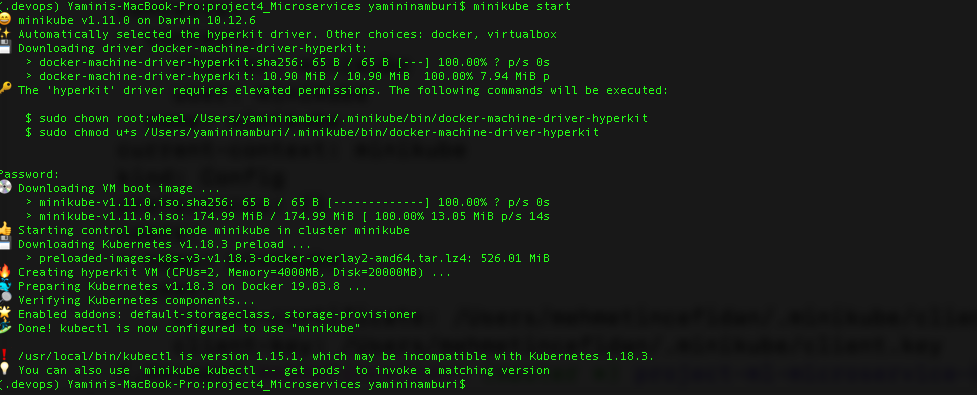 (.devops) Yaminis-MacBook-Pro:project4_Microservices yamininamburi$ minikube start
😄 minikube v1.11.0 on Darwin 10.12.6
✨ Automatically selected the hyperkit driver. Other choices: docker, virtualbox
💾 Downloading driver docker-machine-driver-hyperkit:
> docker-machine-driver-hyperkit.sha256: 65 B / 65 B [---] 100.00% ? p/s 0s
> docker-machine-driver-hyperkit: 10.90 MiB / 10.90 MiB 100.00% 7.94 MiB p
🔑 The 'hyperkit' driver requires elevated permissions. The following commands will be executed:
$ sudo chown root:wheel /Users/yamininamburi/.minikube/bin/docker-machine-driver-hyperkit
$ sudo chmod u+s /Users/yamininamburi/.minikube/bin/docker-machine-driver-hyperkit
Password:
💿 Downloading VM boot image ...
> minikube-v1.11.0.iso.sha256: 65 B / 65 B [-------------] 100.00% ? p/s 0s
> minikube-v1.11.0.iso: 174.99 MiB / 174.99 MiB [ 100.00% 13.05 MiB p/s 14s
👍 Starting control plane node minikube in cluster minikube
💾 Downloading Kubernetes v1.18.3 preload ...
> preloaded-images-k8s-v3-v1.18.3-docker-overlay2-amd64.tar.lz4: 526.01 MiB
🔥 Creating hyperkit VM (CPUs=2, Memory=4000MB, Disk=20000MB) ...
🐳 Preparing Kubernetes v1.18.3 on Docker 19.03.8 ...
🔎 Verifying Kubernetes components...
🌟 Enabled addons: default-storageclass, storage-provisioner
🏄 Done! kubectl is now configured to use "minikube"
❗ /usr/local/bin/kubectl is version 1.15.1, which may be incompatible with Kubernetes 1.18.3.
💡 You can also use 'minikube kubectl -- get pods' to invoke a matching version
(.devops) Yaminis-MacBook-Pro:project4_Microservices yamininamburi$